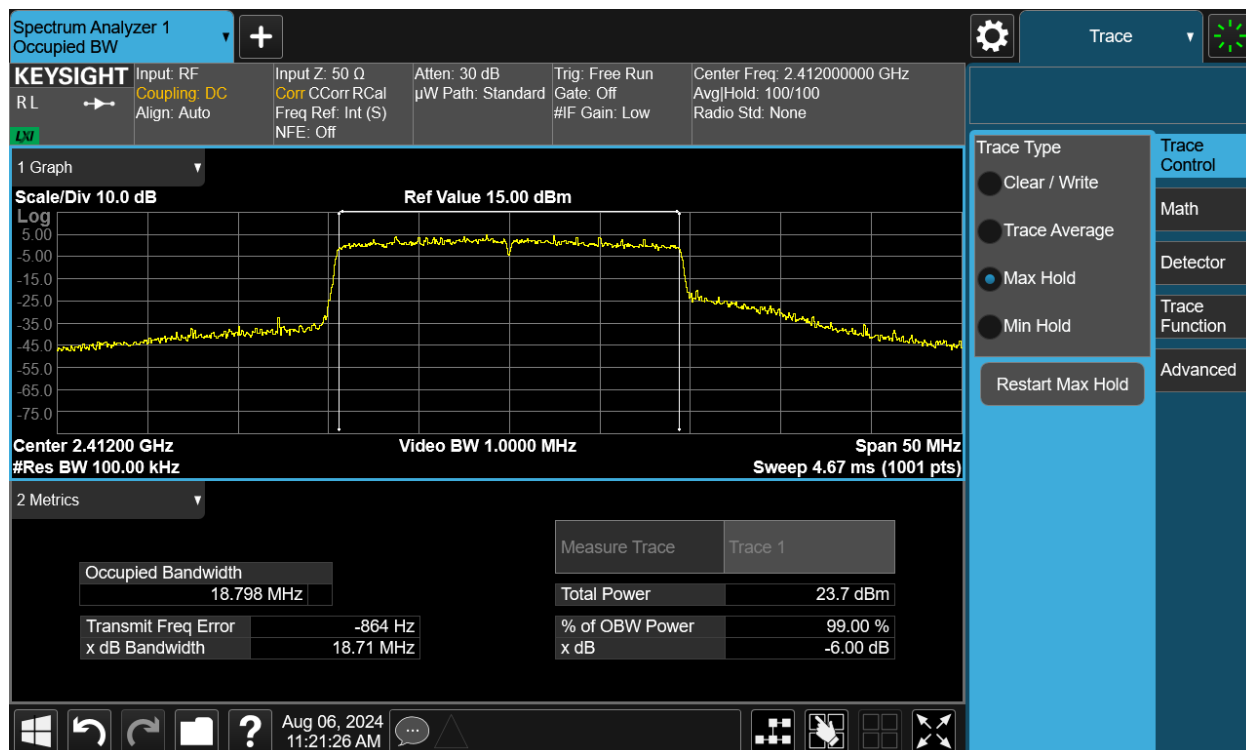 Spectrum Analyzer 1
Occupied BW
+
Trace
KEYSIGHT
R L
LXI
Input: RF
Coupling: DC
Align: Auto
Input Z: 50 Ω
Corr CCorr RCal
Freq Ref: Int (S)
NFE: Off
Atten: 30 dB
µW Path: Standard
Trig: Free Run
Gate: Off
#IF Gain: Low
Center Freq: 2.412000000 GHz
Avg|Hold: 100/100
Radio Std: None
1 Graph
Scale/Div 10.0 dB
Ref Value 15.00 dBm
Log
5.00
-5.00
-15.0
-25.0
-35.0
-45.0
-55.0
-65.0
-75.0
Center 2.41200 GHz
Video BW 1.0000 MHz
Span 50 MHz
#Res BW 100.00 kHz
Sweep 4.67 ms (1001 pts)
2 Metrics
Measure Trace
Trace 1
Occupied Bandwidth
18.798 MHz
Total Power
23.7 dBm
Transmit Freq Error
-864 Hz
% of OBW Power
99.00 %
x dB Bandwidth
18.71 MHz
x dB
-6.00 dB
Trace Type
Clear / Write
Trace Average
Max Hold
Min Hold
Restart Max Hold
Trace
Control
Math
Detector
Trace
Function
Advanced
?
Aug 06, 2024
11:21:26 AM